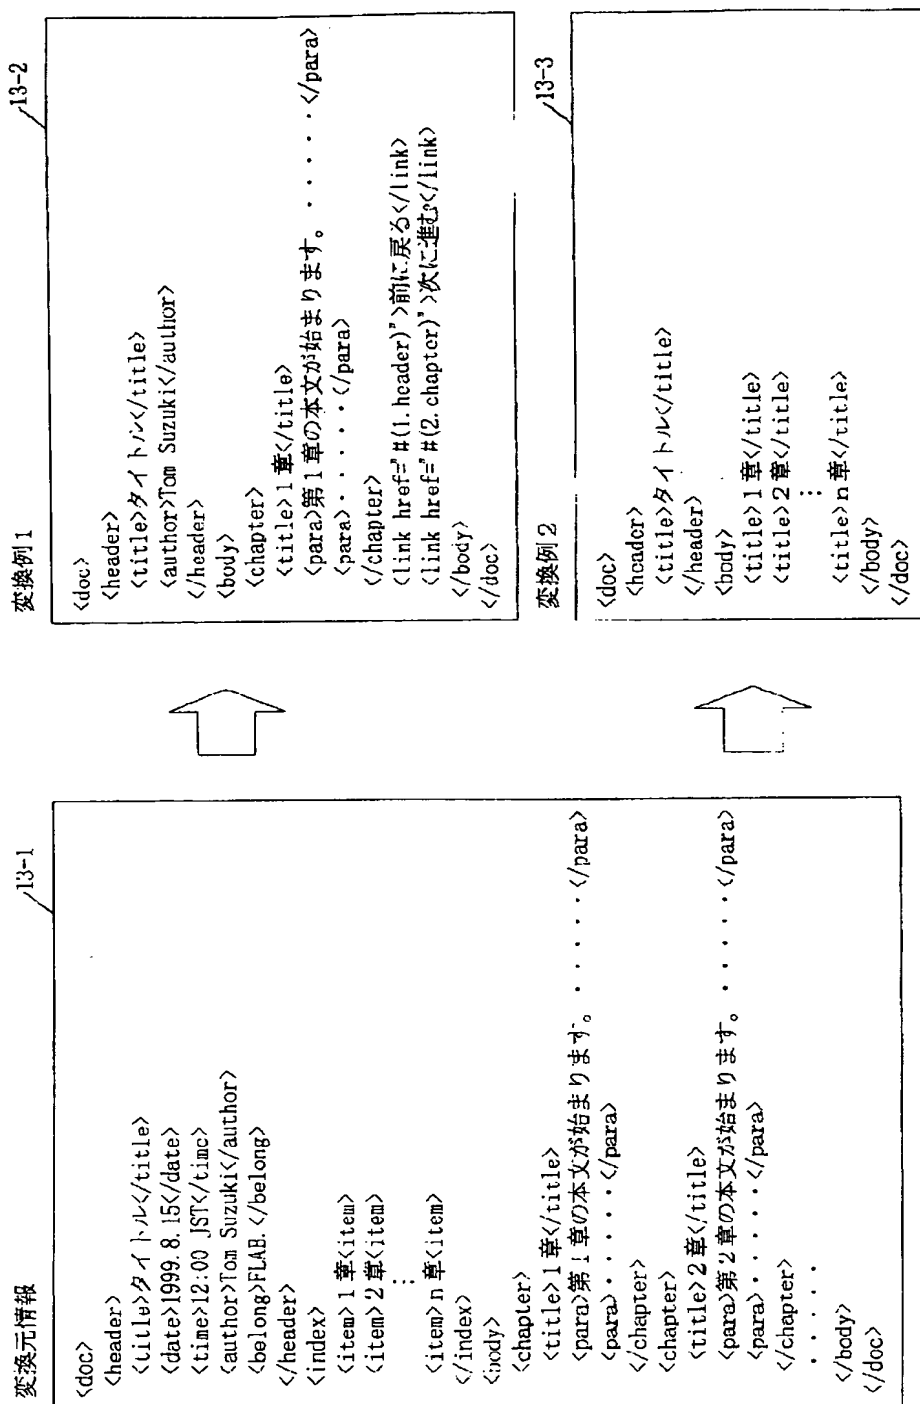 変換元情報
13-1
<doc>
<header>
<title>タイトル</title>
<date>1999.8.15</date>
<time>12:00 JST</time>
<author>Tom Suzuki</author>
<belong>FLAB.</belong>
</header>
<index>
<item>1章<item>
<item>2章<item>
⋮
<item>n章<item>
</index>
<body>
<chapter>
<title>1章</title>
<para>第1章の本文が始まります。・・・・・</para>
<para>・・・・・</para>
</chapter>
<chapter>
<title>2章</title>
<para>第2章の本文が始まります。・・・・・</para>
<para>・・・・・</para>
</chapter>
・・・・・
</body>
</doc>
変換例1
13-2
<doc>
<header>
<title>タイトル</title>
<author>Tom Suzuki</author>
</header>
<body>
<chapter>
<title>1章</title>
<para>第1章の本文が始まります。・・・・・</para>
<para>・・・・・</para>
</chapter>
<link href="#(1.header)">前に戻る</link>
<link href="#(2.chapter)">次に進む</link>
</body>
</doc>
変換例2
13-3
<doc>
<header>
<title>タイトル</title>
</header>
<body>
<title>1章</title>
<title>2章</title>
⋮
<title>n章</title>
</body>
</doc>